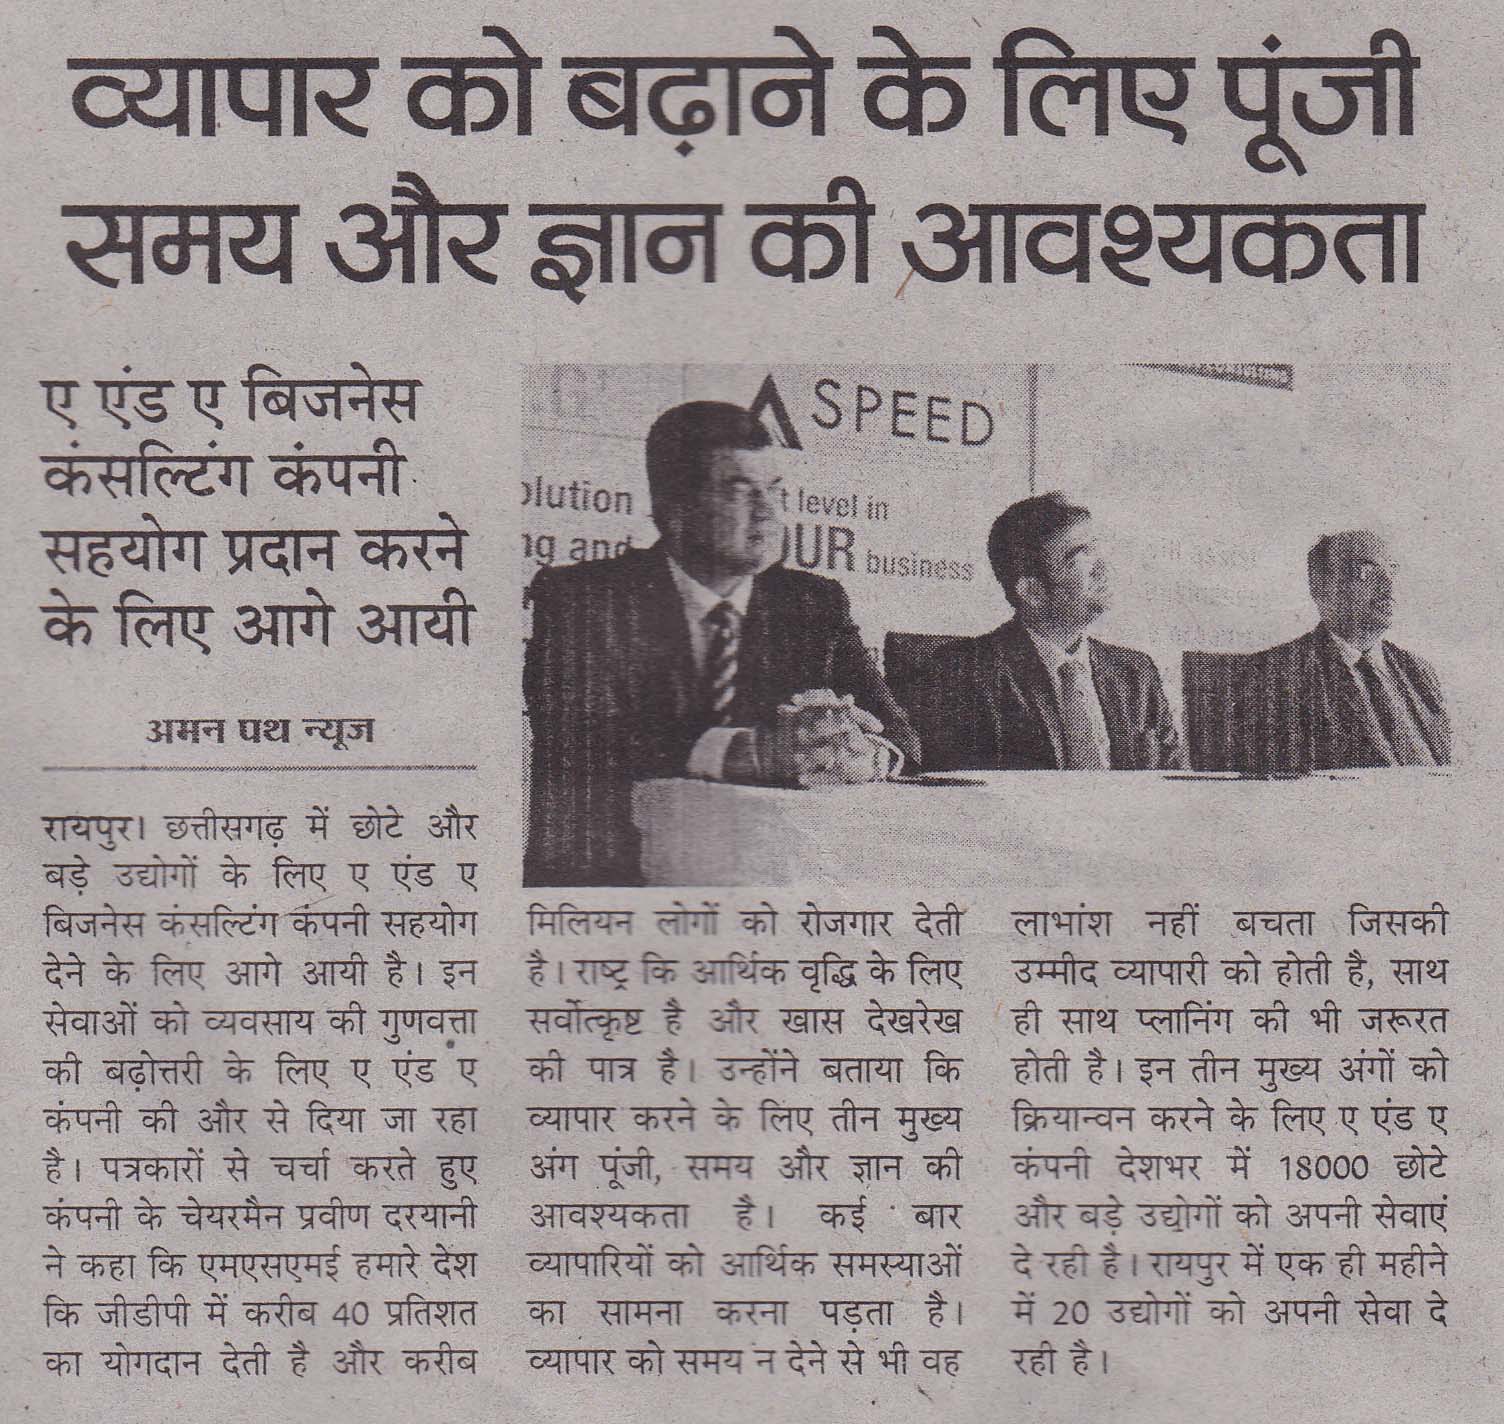 व्यापार को बढ़ाने के लिए पूंजी
समय और ज्ञान की आवश्यकता
ए एंड ए बिजनेस
कंसल्टिंग कंपनी
सहयोग प्रदान करने
के लिए आगे आयी
अमन पथ न्यूज
रायपुर। छत्तीसगढ़ में छोटे और
बड़े उद्योगों के लिए ए एंड ए
बिजनेस कंसल्टिंग कंपनी सहयोग
देने के लिए आगे आयी है। इन
सेवाओं को व्यवसाय की गुणवत्ता
की बढ़ोत्तरी के लिए ए एंड ए
कंपनी की और से दिया जा रहा
है। पत्रकारों से चर्चा करते हुए
कंपनी के चेयरमैन प्रवीण दरयानी
ने कहा कि एमएसएमई हमारे देश
कि जीडीपी में करीब 40 प्रतिशत
का योगदान देती है और करीब
SPEED
olution
t level in
ng and
OUR business
मिलियन लोगों को रोजगार देती
है। राष्ट्र कि आर्थिक वृद्धि के लिए
सर्वोत्कृष्ट है और खास देखरेख
की पात्र है। उन्होंने बताया कि
व्यापार करने के लिए तीन मुख्य
अंग पूंजी, समय और ज्ञान की
आवश्यकता है। कई बार
व्यापारियों को आर्थिक समस्याओं
का सामना करना पड़ता है।
व्यापार को समय न देने से भी वह
लाभांश नहीं बचता जिसकी
उम्मीद व्यापारी को होती है, साथ
ही साथ प्लानिंग की भी जरूरत
होती है। इन तीन मुख्य अंगों को
क्रियान्वन करने के लिए ए एंड ए
कंपनी देशभर में 18000 छोटे
और बड़े उद्योगों को अपनी सेवाएं
दे रही है। रायपुर में एक ही महीने
में 20 उद्योगों को अपनी सेवा दे
रही है।